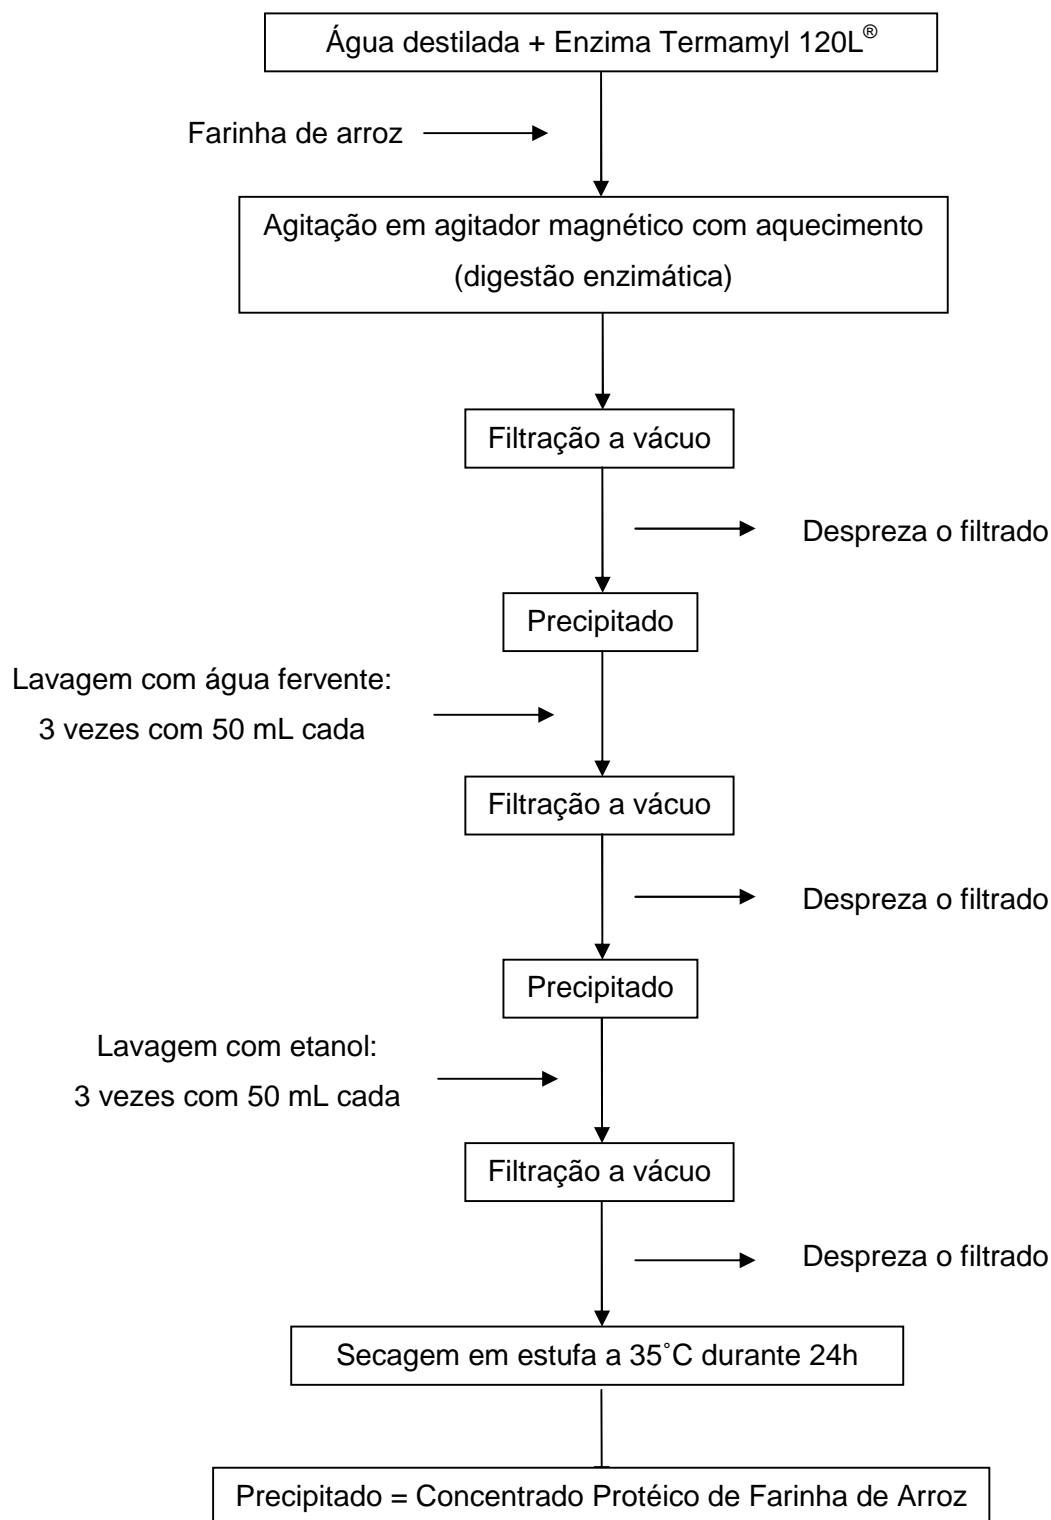 Água destilada + Enzima Termamyl 120L®
Farinha de arroz
Agitação em agitador magnético com aquecimento
(digestão enzimática)
Filtração a vácuo
Despreza o filtrado
Precipitado
Lavagem com água fervente:
3 vezes com 50 mL cada
Filtração a vácuo
Despreza o filtrado
Precipitado
Lavagem com etanol:
3 vezes com 50 mL cada
Filtração a vácuo
Despreza o filtrado
Secagem em estufa a 35˚C durante 24h
Precipitado = Concentrado Protéico de Farinha de Arroz